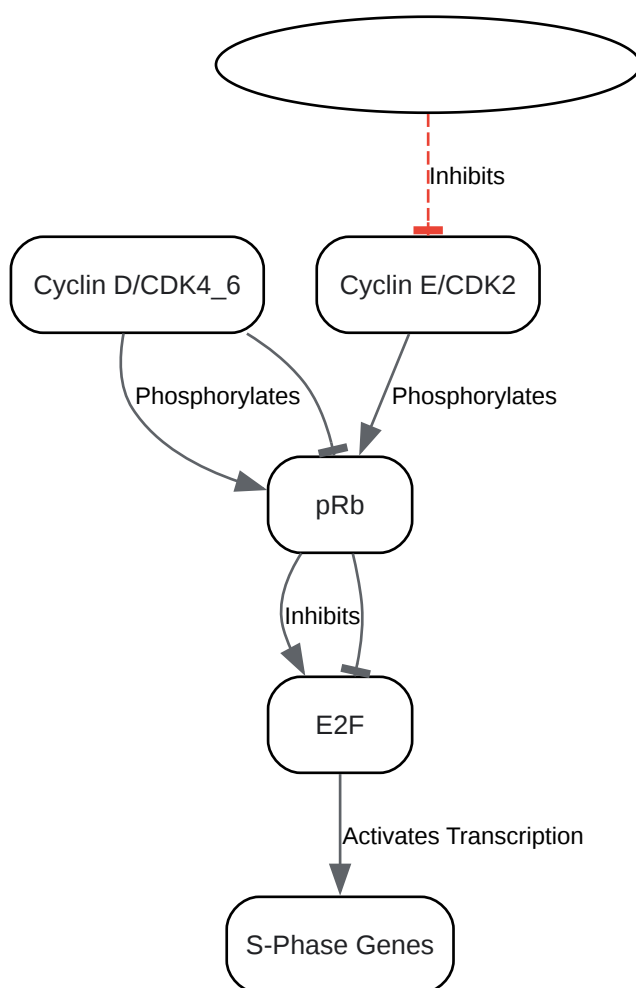 Inhibits
Cyclin D/CDK4_6
Cyclin E/CDK2
Phosphorylates
Phosphorylates
pRb
Inhibits
E2F
Activates Transcription
S-Phase Genes